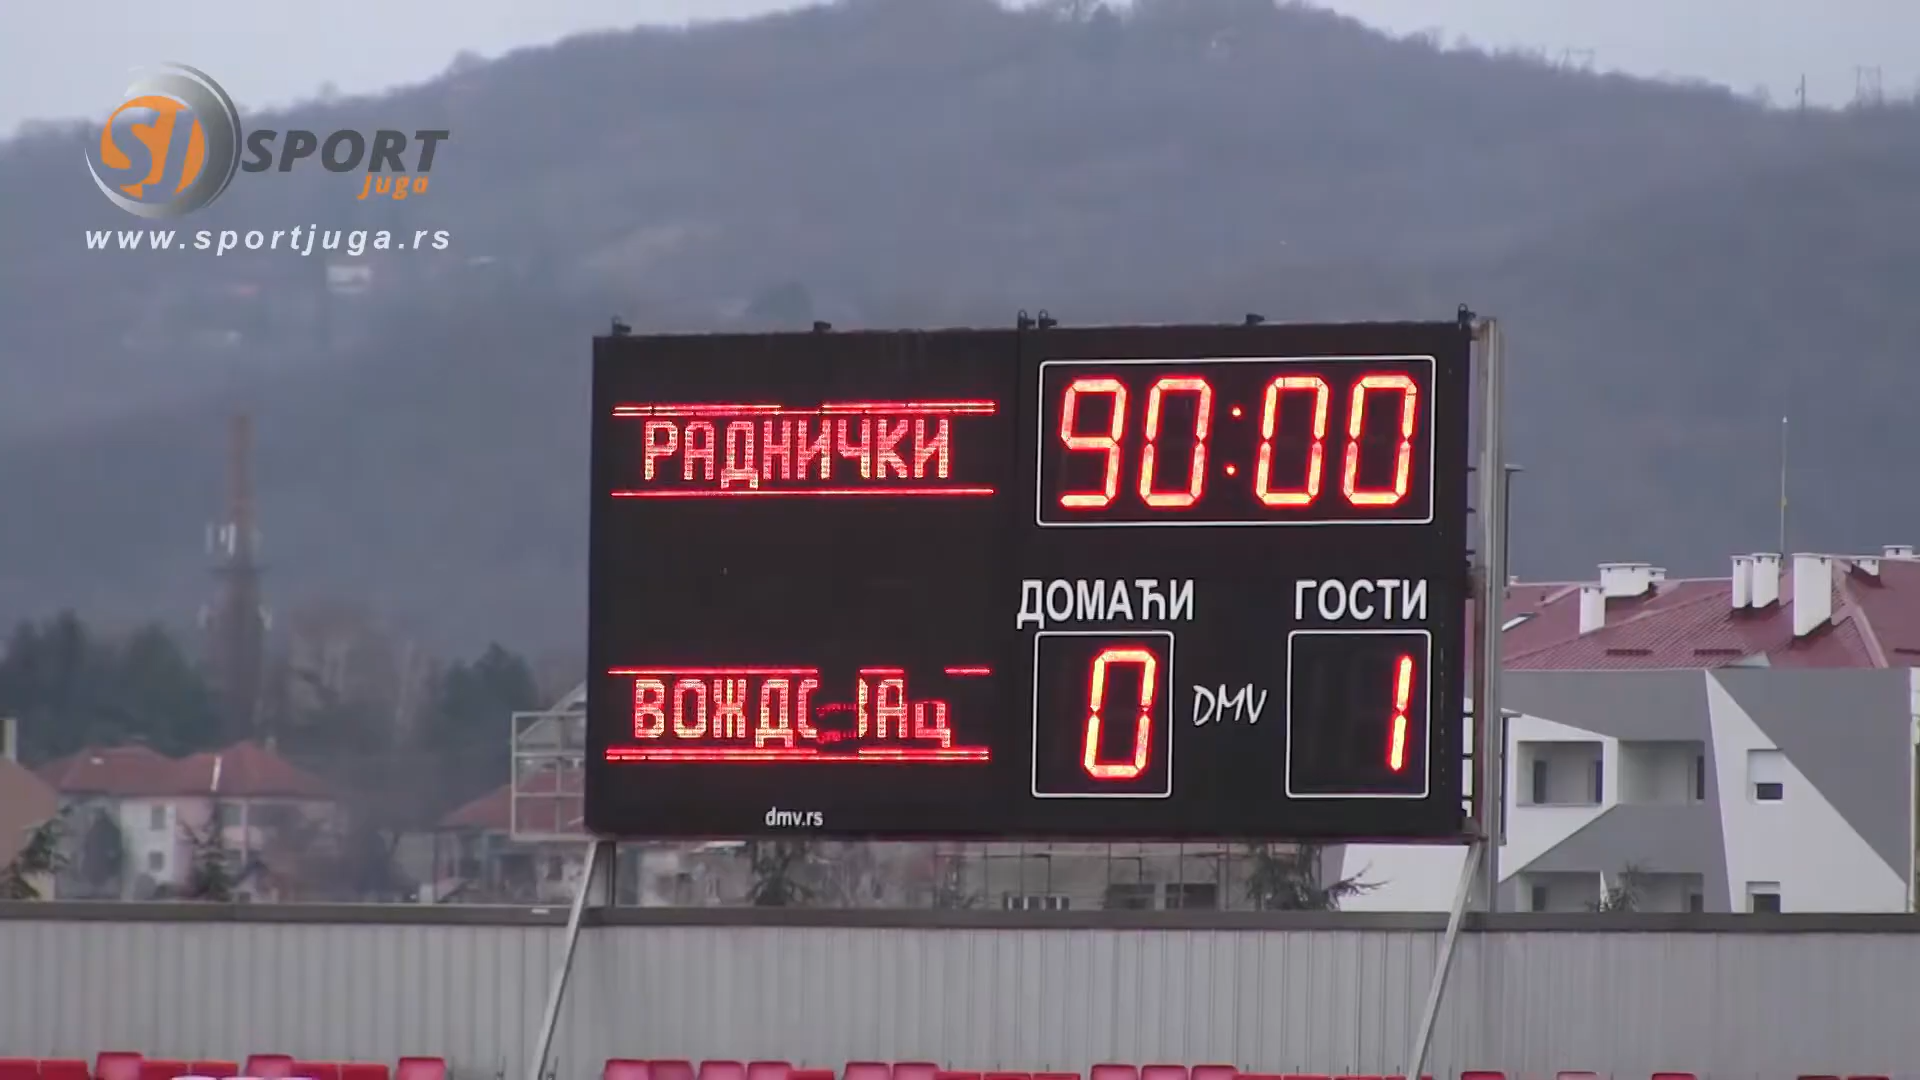 SJ SPORT
Juga
www.sportjuga.rs
РАДНИЧКИ
90:00
ДОМАЋИ ГОСТИ
0 DMV 1
dmv.rs